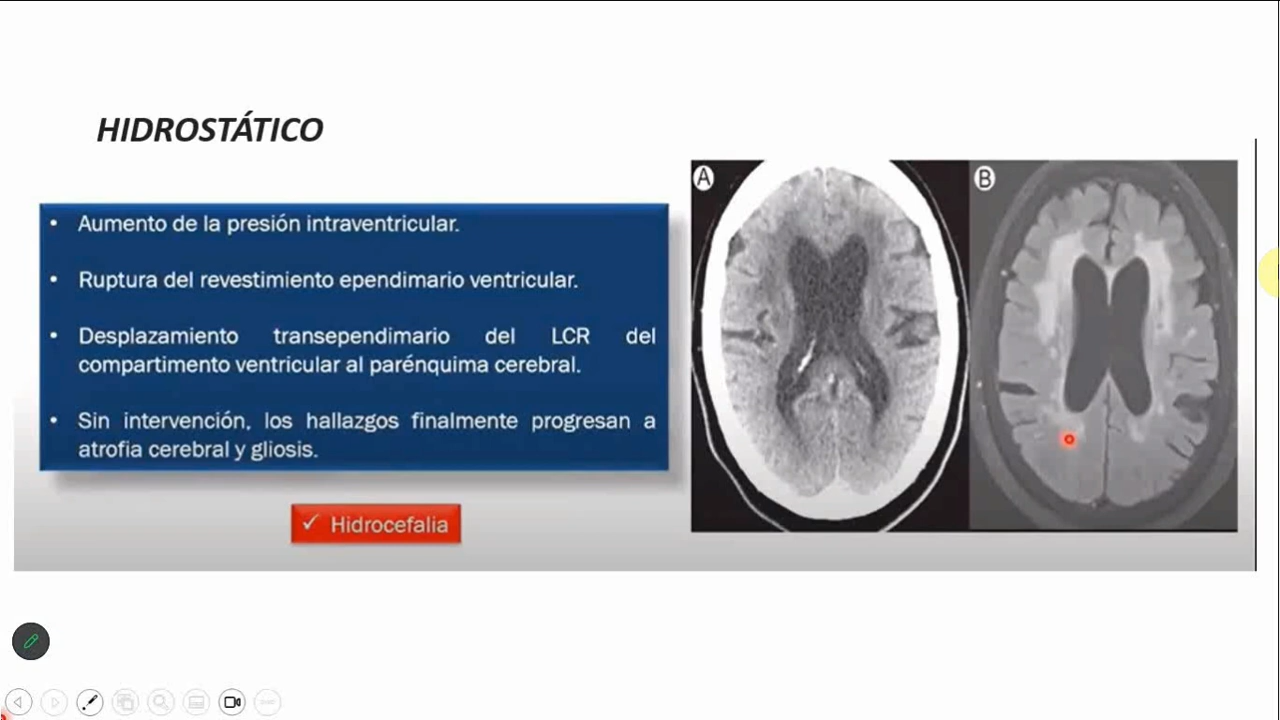 HIDROSTÁTICO
• Aumento de la presión intraventricular.
• Ruptura del revestimiento ependimario ventricular.
• Desplazamiento transependimario del LCR del
compartimento ventricular al parénquima cerebral.
• Sin intervención, los hallazgos finalmente progresan a
atrofia cerebral y gliosis.
✓ Hidrocefalia
A
B